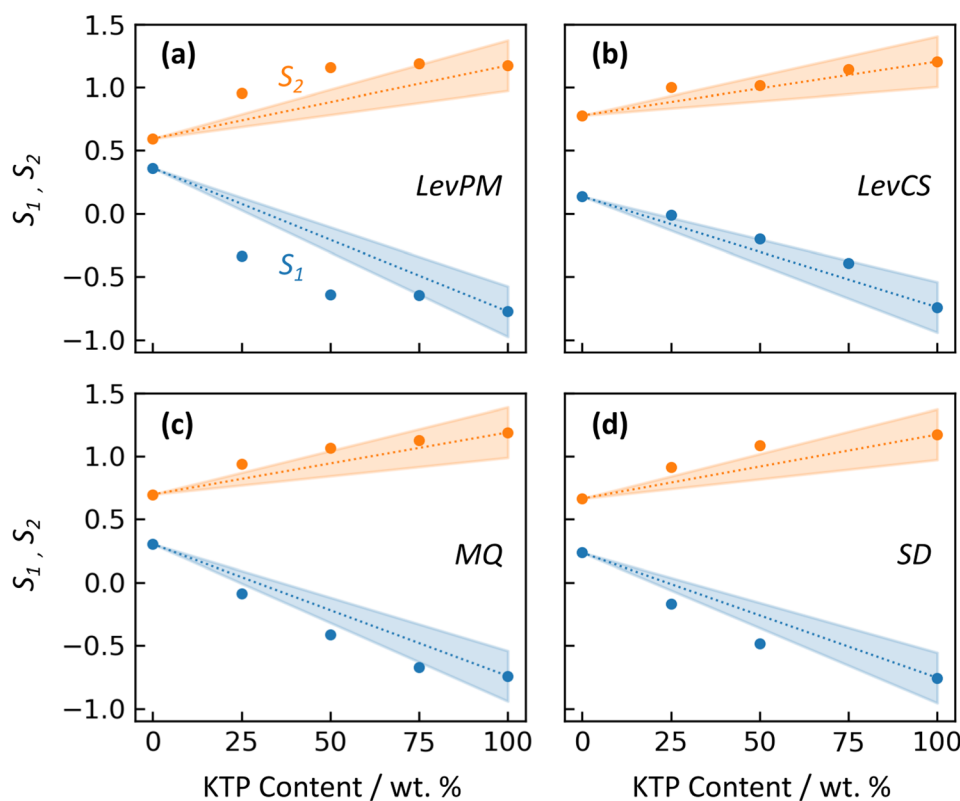 (a)
S2
LevPM
S1
1.5
1.0
0.5
0.0
−0.5
−1.0
S1 , S2
(b)
LevCS
(c)
MQ
1.5
1.0
0.5
0.0
−0.5
−1.0
S1 , S2
0 25 50 75 100
KTP Content / wt. %
(d)
SD
0 25 50 75 100
KTP Content / wt. %